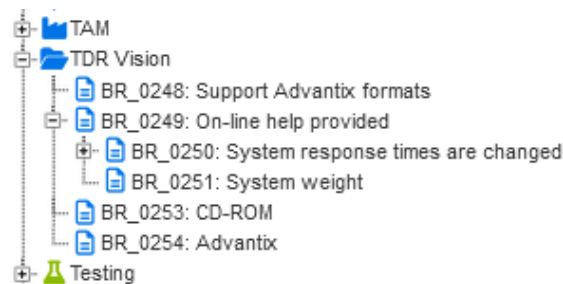 TAM
TDR Vision
BR_0248: Support Advantix formats
BR_0249: On-line help provided
BR_0250: System response times are changed
BR_0251: System weight
BR_0253: CD-ROM
BR_0254: Advantix
Testing